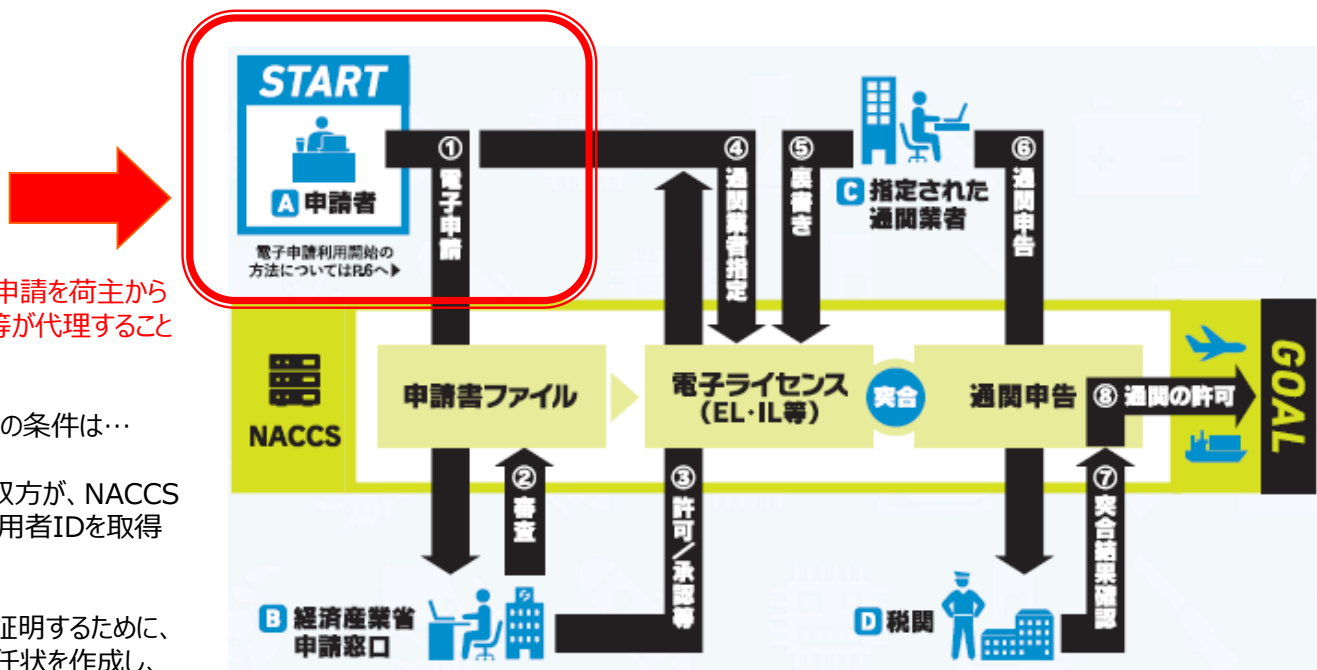 START
A 申請者
電子申請利用開始の
方法についてはP.6へ▶
①電子申請
④通関業者指定
⑤裏書き
C 指定された
通関業者
⑥通関申告
申請を荷主から
等が代理すること
の条件は…
双方が、NACCS
用者IDを取得
証明するために、
任状を作成し、
NACCS
申請書ファイル
電子ライセンス
(EL・IL等)
突合
通関申告
⑧通関の許可
GOAL
②審査
③許可/承認等
⑦突合結果確認
B 経済産業省
申請窓口
D 税関